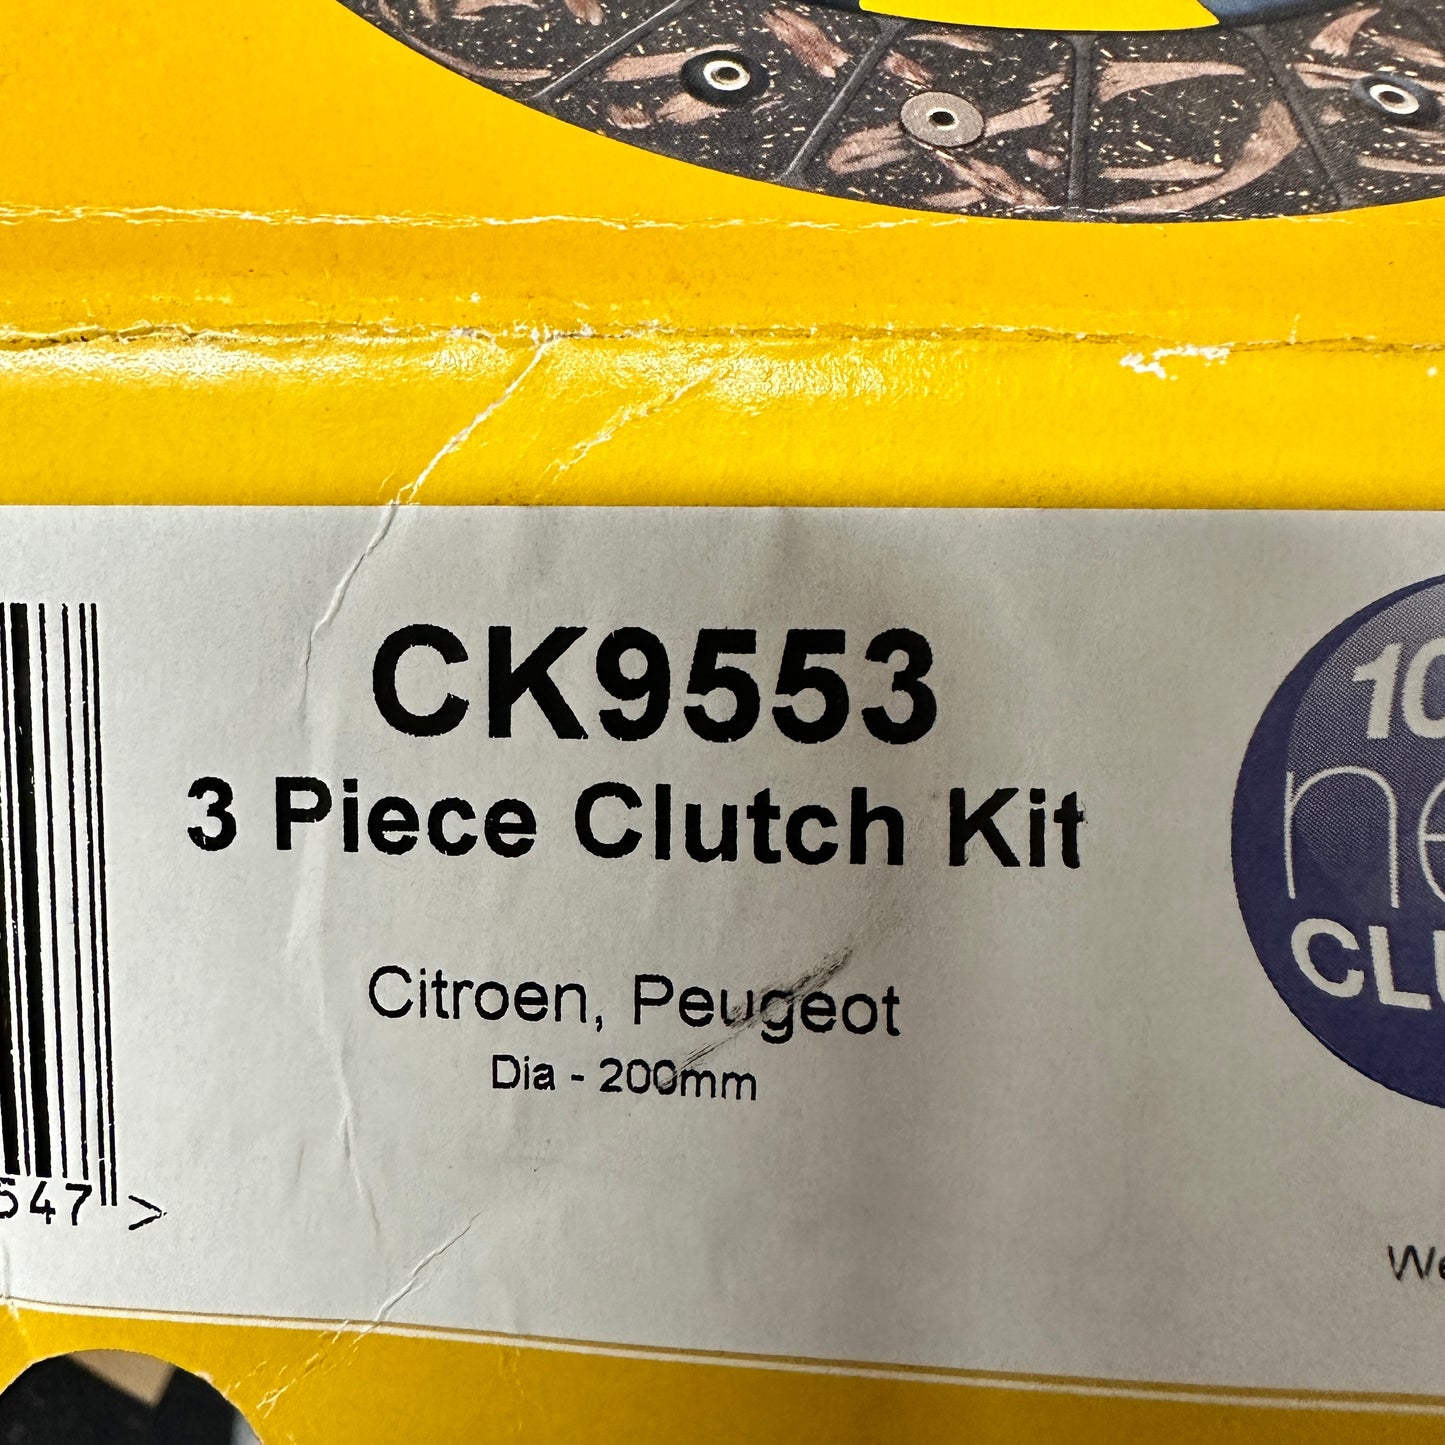 CK9553
3 Piece Clutch Kit
Citroen, Peugeot
Dia - 200mm
547 >